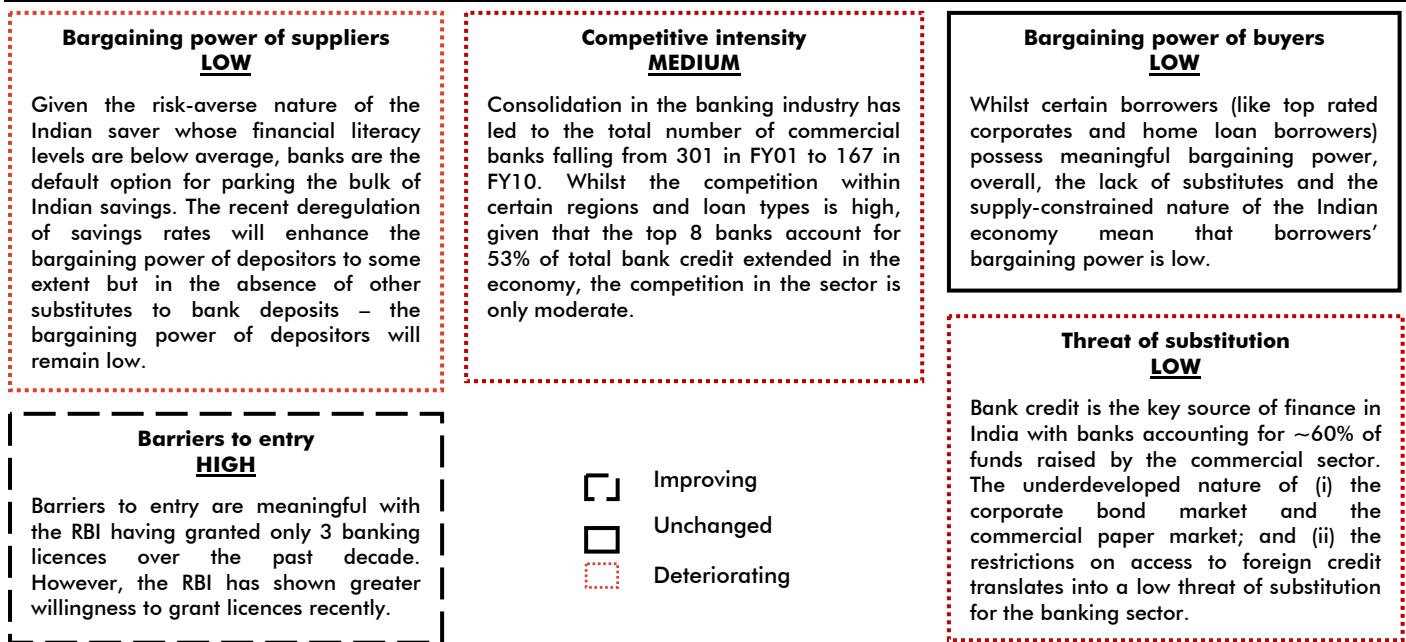 Bargaining power of suppliers
LOW
Given the risk-averse nature of the
Indian saver whose financial literacy
levels are below average, banks are the
default option for parking the bulk of
Indian savings. The recent deregulation
of savings rates will enhance the
bargaining power of depositors to some
extent but in the absence of other
substitutes to bank deposits – the
bargaining power of depositors will
remain low.
Competitive intensity
MEDIUM
Consolidation in the banking industry has
led to the total number of commercial
banks falling from 301 in FY01 to 167 in
FY10. Whilst the competition within
certain regions and loan types is high,
given that the top 8 banks account for
53% of total bank credit extended in the
economy, the competition in the sector is
only moderate.
Bargaining power of buyers
LOW
Whilst certain borrowers (like top rated
corporates and home loan borrowers)
possess meaningful bargaining power,
overall, the lack of substitutes and the
supply-constrained nature of the Indian
economy mean that borrowers’
bargaining power is low.
Barriers to entry
HIGH
Barriers to entry are meaningful with
the RBI having granted only 3 banking
licences over the past decade.
However, the RBI has shown greater
willingness to grant licences recently.
Improving
Unchanged
Deteriorating
Threat of substitution
LOW
Bank credit is the key source of finance in
India with banks accounting for ~60% of
funds raised by the commercial sector.
The underdeveloped nature of (i) the
corporate bond market and the
commercial paper market; and (ii) the
restrictions on access to foreign credit
translates into a low threat of substitution
for the banking sector.